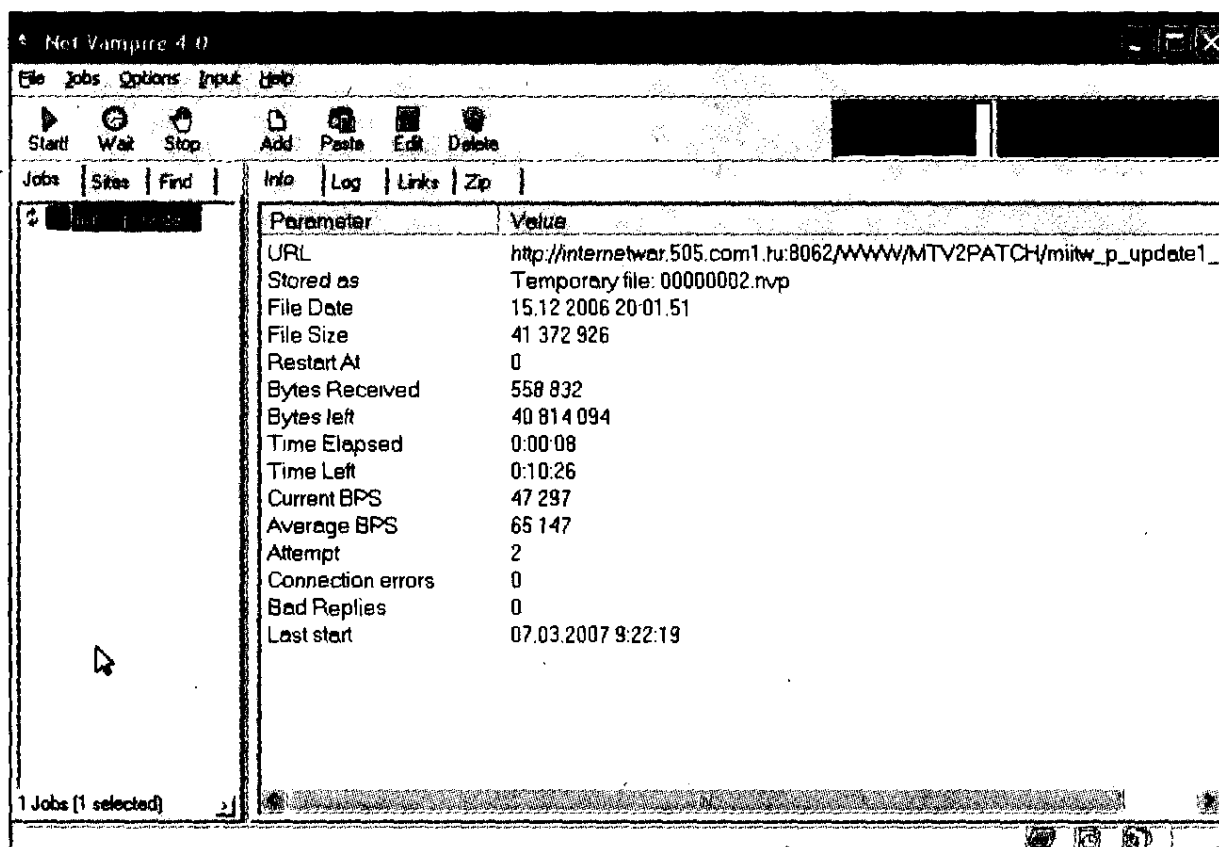 Net Vampire 4.0
File Jobs Options Input Help
Start! Wait Stop Add Paste Edit Delete
Jobs Sites Find Info Log Links Zip
Parameter Value
URL http://internetwar.505.com1.ru:8062/WWW/MTV2PATCH/miitw_p_update1_
Stored as Temporary file: 00000002.nvp
File Date 15.12 2006 20:01.51
File Size 41 372 926
Restart At 0
Bytes Received 558 832
Bytes left 40 814 094
Time Elapsed 0:00:08
Time Left 0:10:26
Current BPS 47 297
Average BPS 65 147
Attempt 2
Connection errors 0
Bad Replies 0
Last start 07.03.2007 9:22:19
1 Jobs [1 selected]